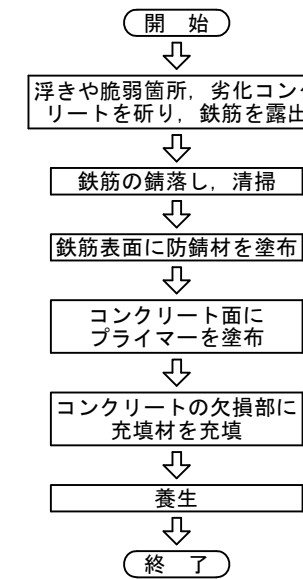 開 始
浮きや脆弱箇所，劣化コンク
リートを斫り，鉄筋を露出
鉄筋の錆落し，清掃
鉄筋表面に防錆材を塗布
コンクリート面に
プライマーを塗布
コンクリートの欠損部に
充填材を充填
養生
終 了